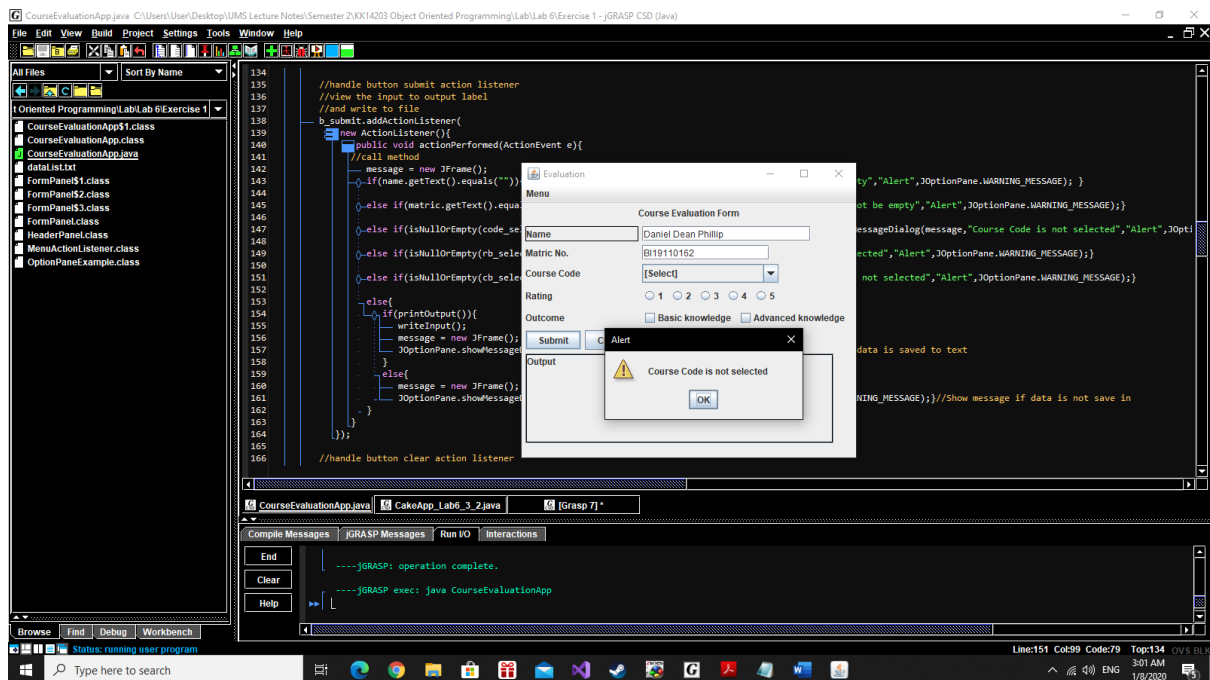 CourseEvaluationApp.java C:\Users\User\Desktop\UMS Lecture Notes\Semester 2\KK14203 Object Oriented Programming\Lab\Lab 6\Exercise 1 - jGRASP CSD (Java)
File Edit View Build Project Settings Tools Window Help
All Files Sort By Name
t Oriented Programming\Lab\Lab 6\Exercise 1
CourseEvaluationApp$1.class
CourseEvaluationApp.class
CourseEvaluationApp.java
dataList.txt
FormPanel$1.class
FormPanel$2.class
FormPanel$3.class
FormPanel.class
HeaderPanel.class
MenuActionListener.class
OptionPaneExample.class
Browse Find Debug Workbench
134
135 //handle button submit action listener
136 //view the input to output label
137 //and write to file
138 b_submit.addActionListener(
139 new ActionListener(){
140 public void actionPerformed(ActionEvent e){
141 //call method
142 message = new JFrame();
143 if(name.getText().equals("")) ty","Alert",JOptionPane.WARNING_MESSAGE); }
144
145 else if(matric.getText().equa ot be empty","Alert",JOptionPane.WARNING_MESSAGE);}
146
147 else if(isNullOrEmpty(code_se essageDialog(message,"Course Code is not selected","Alert",JOpti
148
149 else if(isNullOrEmpty(rb_sele ected","Alert",JOptionPane.WARNING_MESSAGE);}
150
151 else if(isNullOrEmpty(cb_sele not selected","Alert",JOptionPane.WARNING_MESSAGE);}
152
153 else{
154 if(printOutput()){
155 writeInput();
156 message = new JFrame();
157 JOptionPane.showMessage data is saved to text
158 }
159 else{
160 message = new JFrame();
161 JOptionPane.showMessage NING_MESSAGE);}//Show message if data is not save in
162 }
163 }
164 });
165
166 //handle button clear action listener
Evaluation
Menu
Course Evaluation Form
Name Daniel Dean Phillip
Matric No. BI19110162
Course Code [Select]
Rating 1 2 3 4 5
Outcome Basic knowledge Advanced knowledge
Submit C
Output
Alert
Course Code is not selected
OK
CourseEvaluationApp.java CakeApp_Lab6_3_2.java [Grasp 7] *
Compile Messages jGRASP Messages Run I/O Interactions
End
Clear
Help
----jGRASP: operation complete.
----jGRASP exec: java CourseEvaluationApp
Status: running user program
Line:151 Col:99 Code:79 Top:134 OVS BLK
Type here to search
ENG
3:01 AM
1/8/2020
5